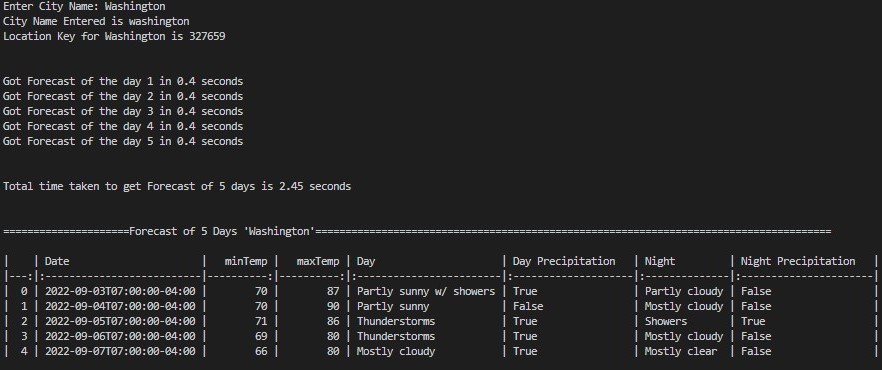 Enter City Name: Washington
City Name Entered is washington
Location Key for Washington is 327659
Got Forecast of the day 1 in 0.4 seconds
Got Forecast of the day 2 in 0.4 seconds
Got Forecast of the day 3 in 0.4 seconds
Got Forecast of the day 4 in 0.4 seconds
Got Forecast of the day 5 in 0.4 seconds
Total time taken to get Forecast of 5 days is 2.45 seconds
=====================Forecast of 5 Days 'Washington'======================================================================================
|    | Date                      |   minTemp |   maxTemp | Day                    | Day Precipitation   | Night         | Night Precipitation   |
|---:|:--------------------------|----------:|----------:|:-----------------------|:--------------------|:--------------|:----------------------|
|  0 | 2022-09-03T07:00:00-04:00 |        70 |        87 | Partly sunny w/ showers | True                | Partly cloudy | False                 |
|  1 | 2022-09-04T07:00:00-04:00 |        70 |        90 | Partly sunny           | False               | Mostly cloudy | False                 |
|  2 | 2022-09-05T07:00:00-04:00 |        71 |        86 | Thunderstorms          | True                | Showers       | True                  |
|  3 | 2022-09-06T07:00:00-04:00 |        69 |        80 | Thunderstorms          | True                | Mostly cloudy | False                 |
|  4 | 2022-09-07T07:00:00-04:00 |        66 |        80 | Mostly cloudy          | True                | Mostly clear  | False                 |